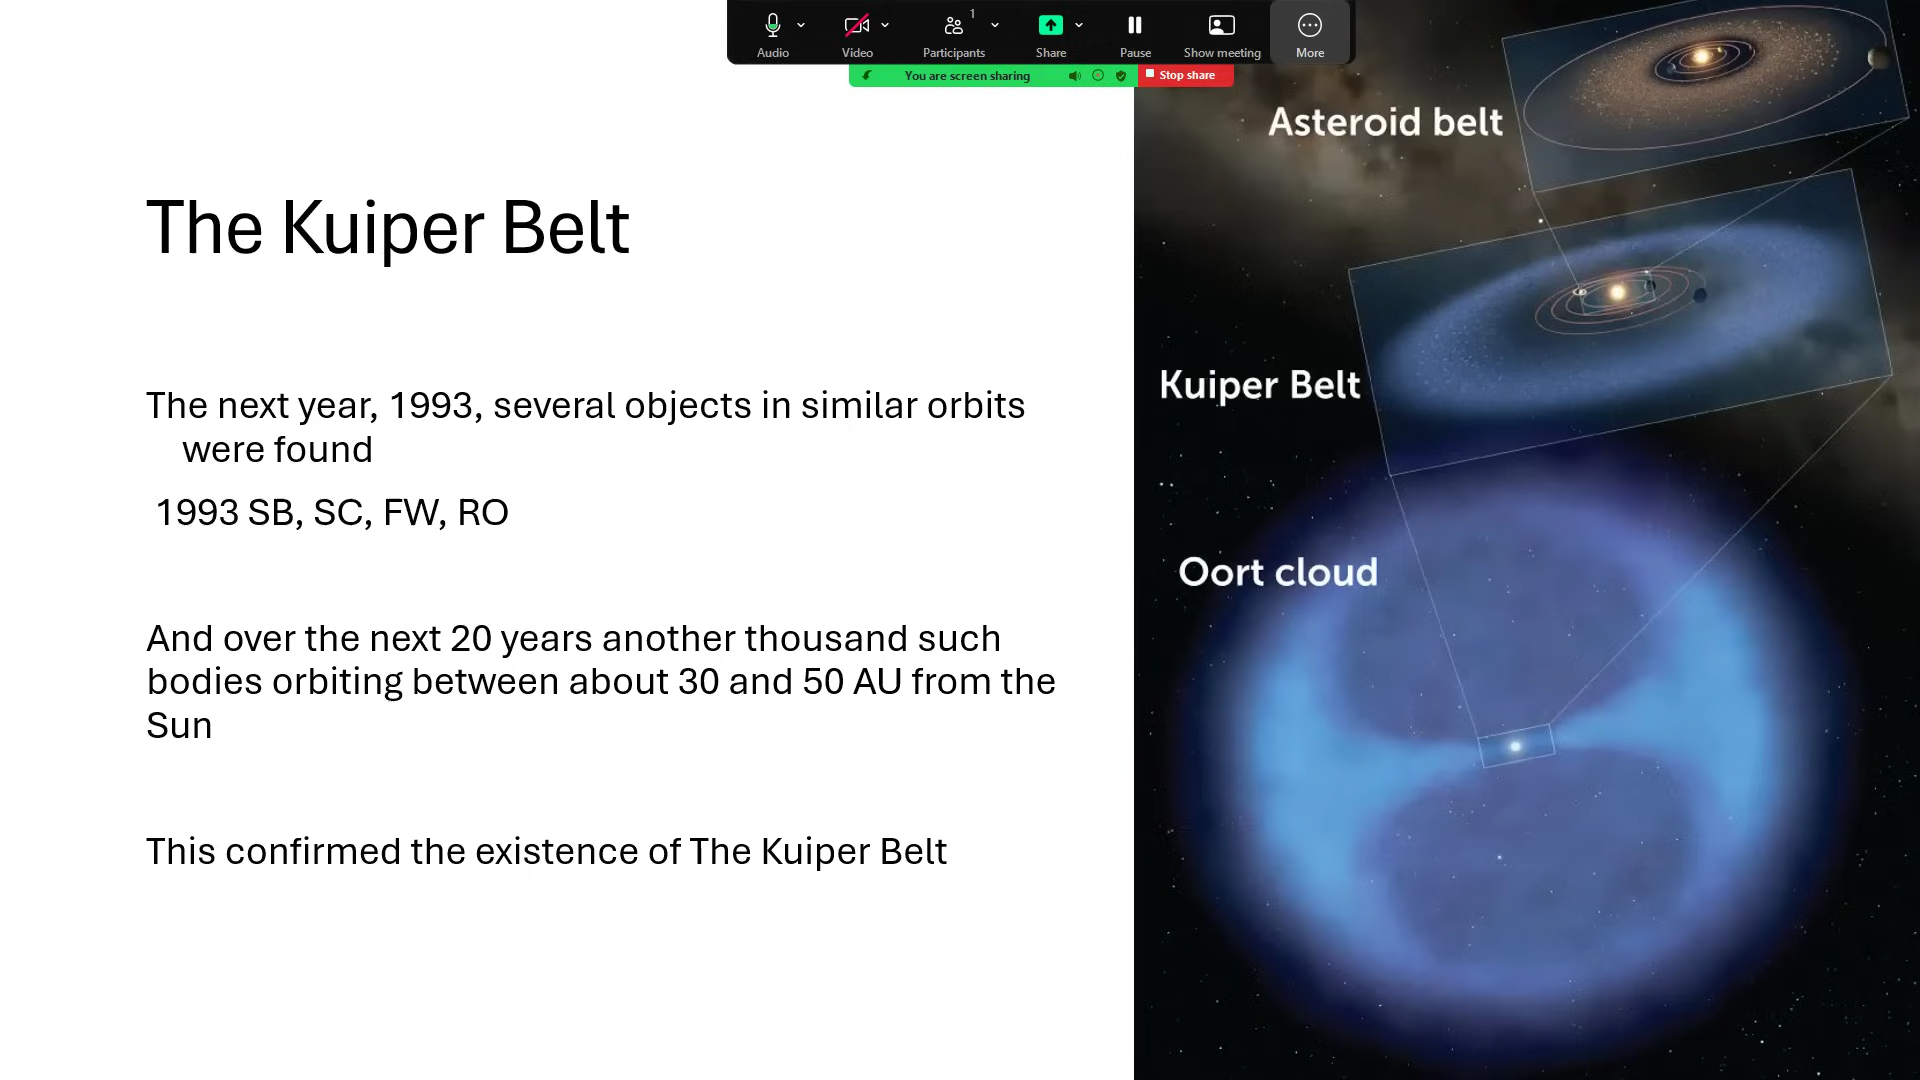 1
Audio
Video
Participants
Share
Pause
Show meeting
More
You are screen sharing
Stop share
The Kuiper Belt
The next year, 1993, several objects in similar orbits
were found
1993 SB, SC, FW, RO
And over the next 20 years another thousand such
bodies orbiting between about 30 and 50 AU from the
Sun
This confirmed the existence of The Kuiper Belt
Asteroid belt
Kuiper Belt
Oort cloud